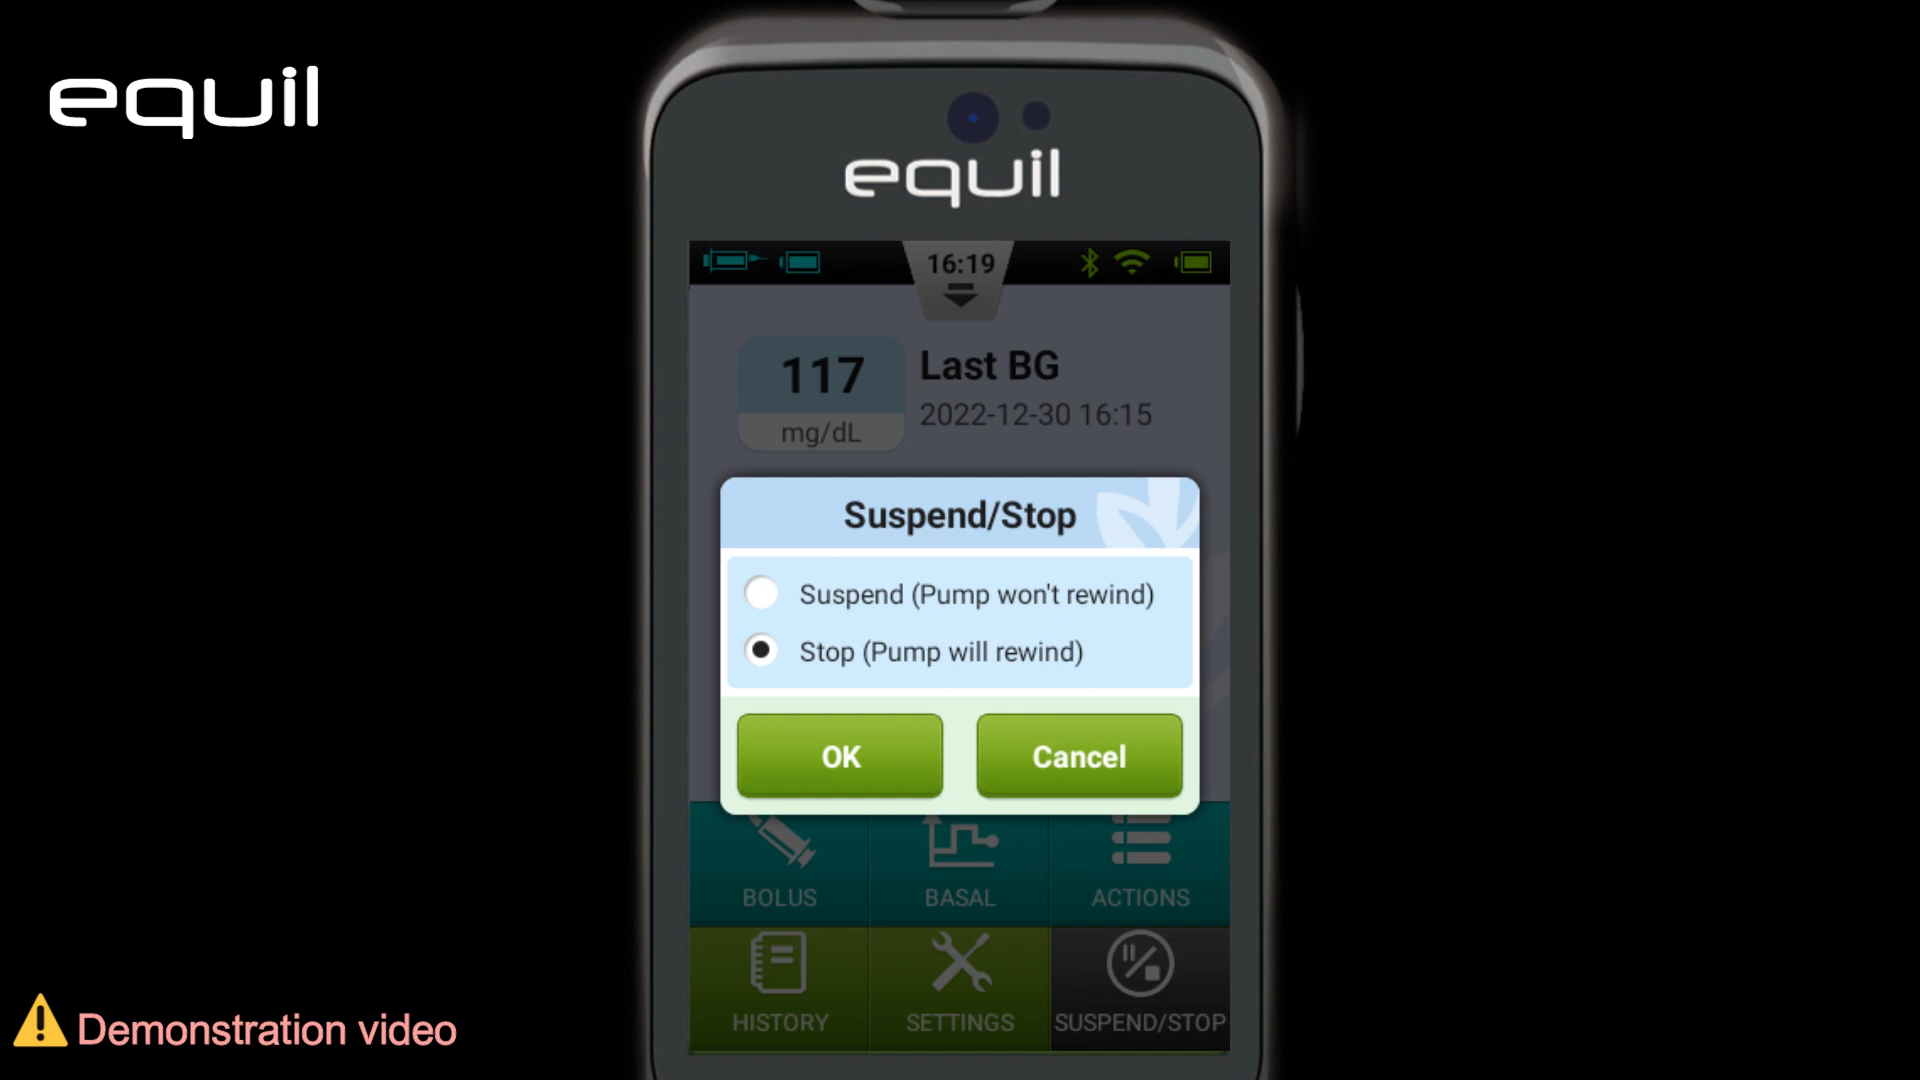 equil
equil
16:19
117
mg/dL
Last BG
2022-12-30 16:15
Suspend/Stop
Suspend (Pump won't rewind)
Stop (Pump will rewind)
OK
Cancel
BOLUS
BASAL
ACTIONS
HISTORY
SETTINGS
SUSPEND/STOP
Demonstration video